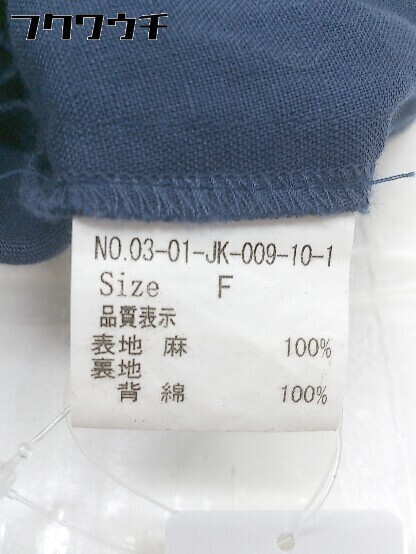 フクワウチ
NO.03-01-JK-009-10-1
Size F
品質表示
表地 麻 100%
裏地
背 綿 100%